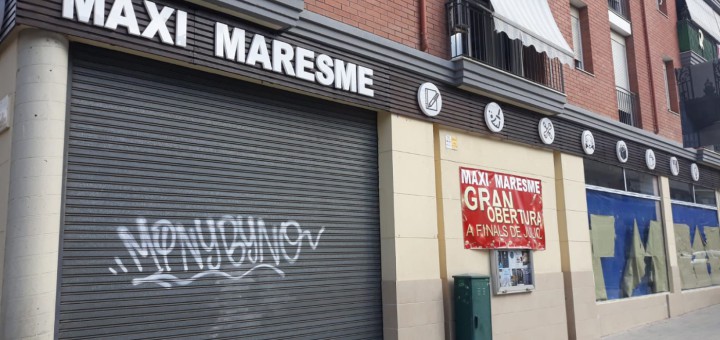 MAXI MARESME
MAXI MARESME
GRAN
OBERTURA
A FINALS DE JULIOL